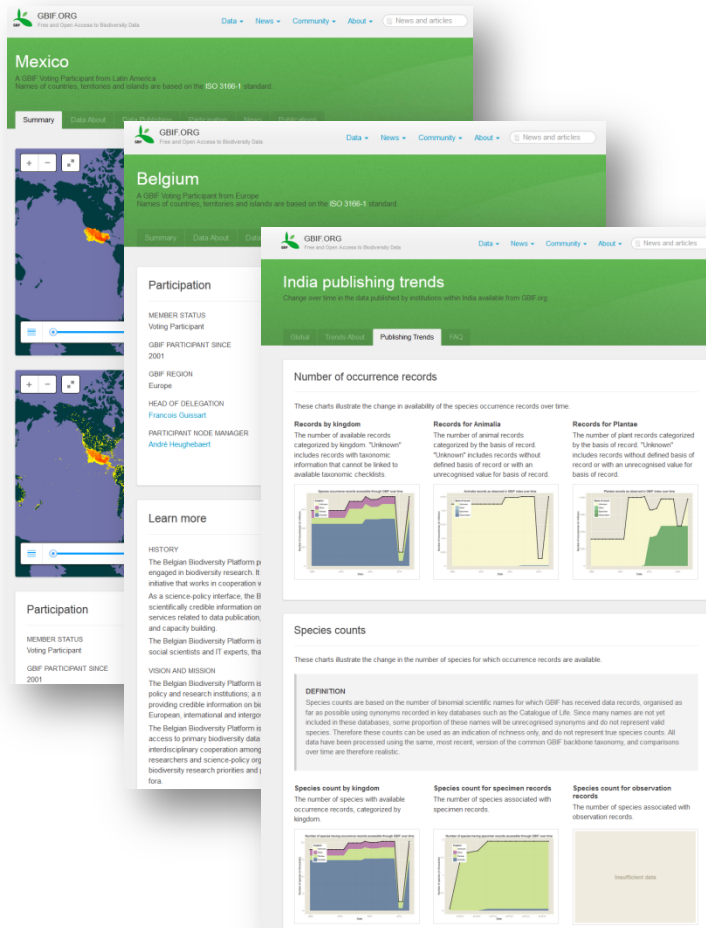 GBIF.ORG
Free and Open Access to Biodiversity Data
Data News Community About News and articles
Mexico
A GBIF Voting Participant from Latin America
Names of countries, territories and islands are based on the ISO 3166-1 standard.
Summary Data About Data Publishing Participation News Publications
Participation
MEMBER STATUS
Voting Participant
GBIF PARTICIPANT SINCE
2001
GBIF.ORG
Free and Open Access to Biodiversity Data
Data News Community About News and articles
Belgium
A GBIF Voting Participant from Europe
Names of countries, territories and islands are based on the ISO 3166-1 standard.
Summary Data About Data
Participation
MEMBER STATUS
Voting Participant
GBIF PARTICIPANT SINCE
2001
GBIF REGION
Europe
HEAD OF DELEGATION
Francois Guissart
PARTICIPANT NODE MANAGER
André Heughebaert
Learn more
HISTORY
The Belgian Biodiversity Platform p
engaged in biodiversity research. It
initiative that works in cooperation w
As a science-policy interface, the B
scientifically credible information on
services related to data publication,
and capacity building.
The Belgian Biodiversity Platform is
social scientists and IT experts, tha
VISION AND MISSION
The Belgian Biodiversity Platform is
policy and research institutions; a n
providing credible information on bio
European, international and intergov
The Belgian Biodiversity Platform is
access to primary biodiversity data
interdisciplinary cooperation among
researchers and science-policy org
biodiversity research priorities and p
fora.
GBIF.ORG
Free and Open Access to Biodiversity Data
Data News Community About News and articles
India publishing trends
Change over time in the data published by institutions within India available from GBIF.org.
Global Trends About Publishing Trends FAQ
Number of occurrence records
These charts illustrate the change in availability of the species occurrence records over time.
Records by kingdom
The number of available records
categorized by kingdom. "Unknown"
includes records with taxonomic
information that cannot be linked to
available taxonomic checklists.
Records for Animalia
The number of animal records
categorized by the basis of record.
"Unknown" includes records without
defined basis of record or with an
unrecognised value for basis of record.
Records for Plantae
The number of plant records categorized
by the basis of record. "Unknown"
includes records without defined basis of
record or with an unrecognised value for
basis of record.
Species counts
These charts illustrate the change in the number of species for which occurrence records are available.
DEFINITION
Species counts are based on the number of binomial scientific names for which GBIF has received data records, organised as
far as possible using synonyms recorded in key databases such as the Catalogue of Life. Since many names are not yet
included in these databases, some proportion of these names will be unrecognised synonyms and do not represent valid
species. Therefore these counts can be used as an indication of richness only, and do not represent true species counts. All
data have been processed using the same, most recent, version of the common GBIF backbone taxonomy, and comparisons
over time are therefore realistic.
Species count by kingdom
The number of species with available
occurrence records, categorized by
kingdom.
Species count for specimen records
The number of species associated with
specimen records.
Species count for observation
records
The number of species associated with
observation records.
Insufficient data